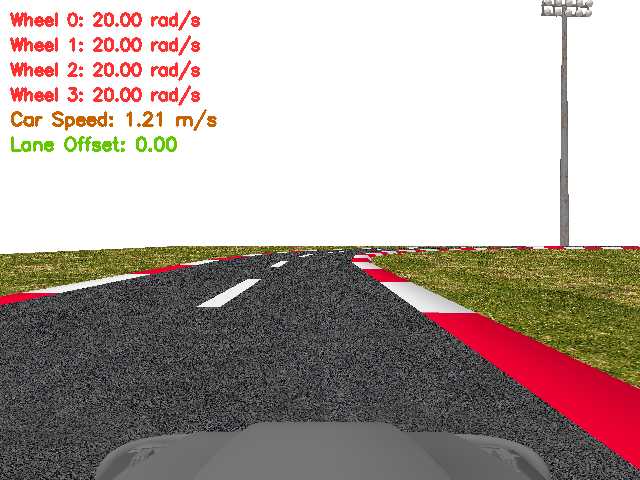 Wheel 0: 20.00 rad/s
Wheel 1: 20.00 rad/s
Wheel 2: 20.00 rad/s
Wheel 3: 20.00 rad/s
Car Speed: 1.21 m/s
Lane Offset: 0.00